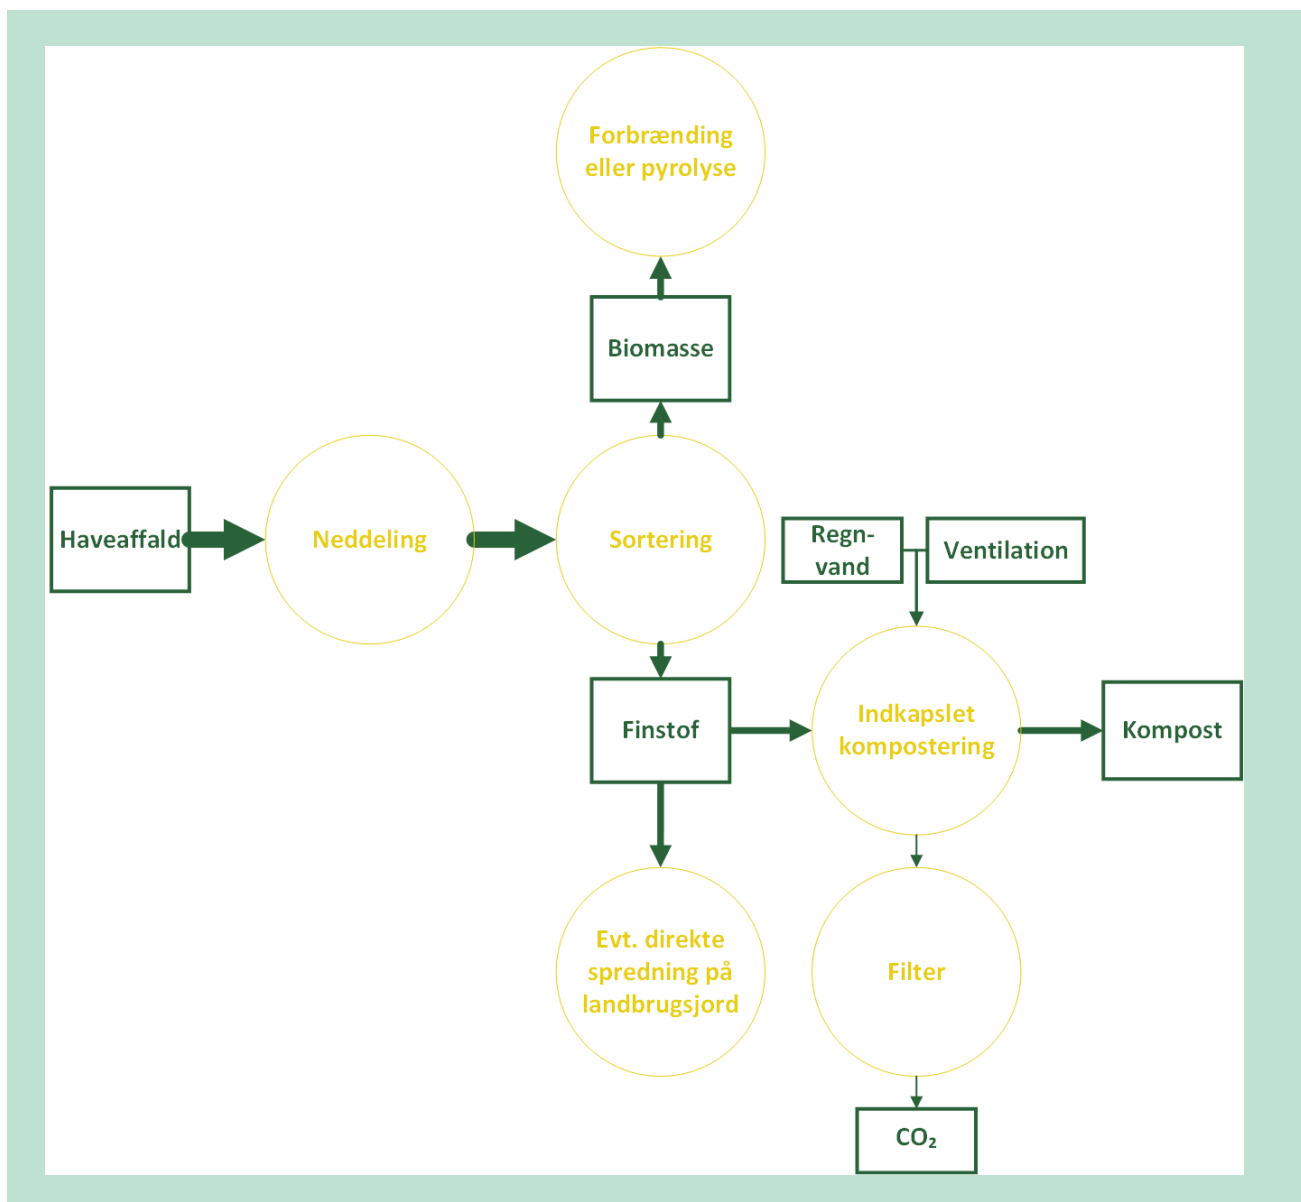 Forbrænding
eller pyrolyse
Biomasse
Haveaffald
Neddeling
Sortering
Regn-
vand
Ventilation
Finstof
Indkapslet
kompostering
Kompost
Evt. direkte
spredning på
landbrugsjord
Filter
CO₂